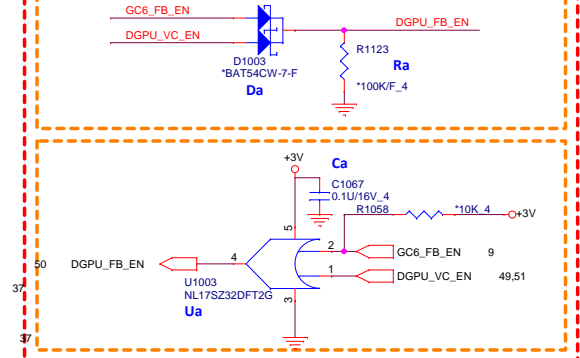 GC6_FB_EN
DGPU_VC_EN
DGPU_FB_EN
D1003
*BAT54CW-7-F
Da
R1123
Ra
*100K/F_4
+3V
Ca
C1067
0.1U/16V_4
R1058
*10K_4
+3V
5
2
GC6_FB_EN 9
50 DGPU_FB_EN
4
1
DGPU_VC_EN 49,51
U1003
NL17SZ32DFT2G
3
Ua
37
37